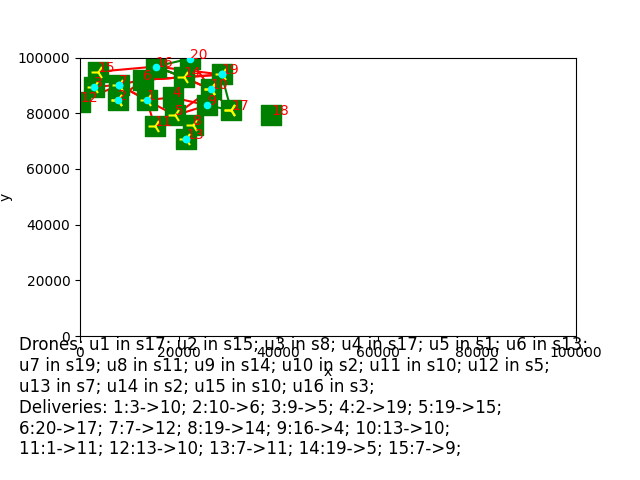 20
16
19
15
18
17
100000
80000
60000
40000
20000
0
y
0 20000 40000 60000 80000 100000
x
Drones: u1 in s17; u2 in s15; u3 in s8; u4 in s17; u5 in s1; u6 in s13;
u7 in s19; u8 in s11; u9 in s14; u10 in s2; u11 in s10; u12 in s5;
u13 in s7; u14 in s2; u15 in s10; u16 in s3;
Deliveries: 1:3->10; 2:10->6; 3:9->5; 4:2->19; 5:19->15;
6:20->17; 7:7->12; 8:19->14; 9:16->4; 10:13->10;
11:1->11; 12:13->10; 13:7->11; 14:19->5; 15:7->9;